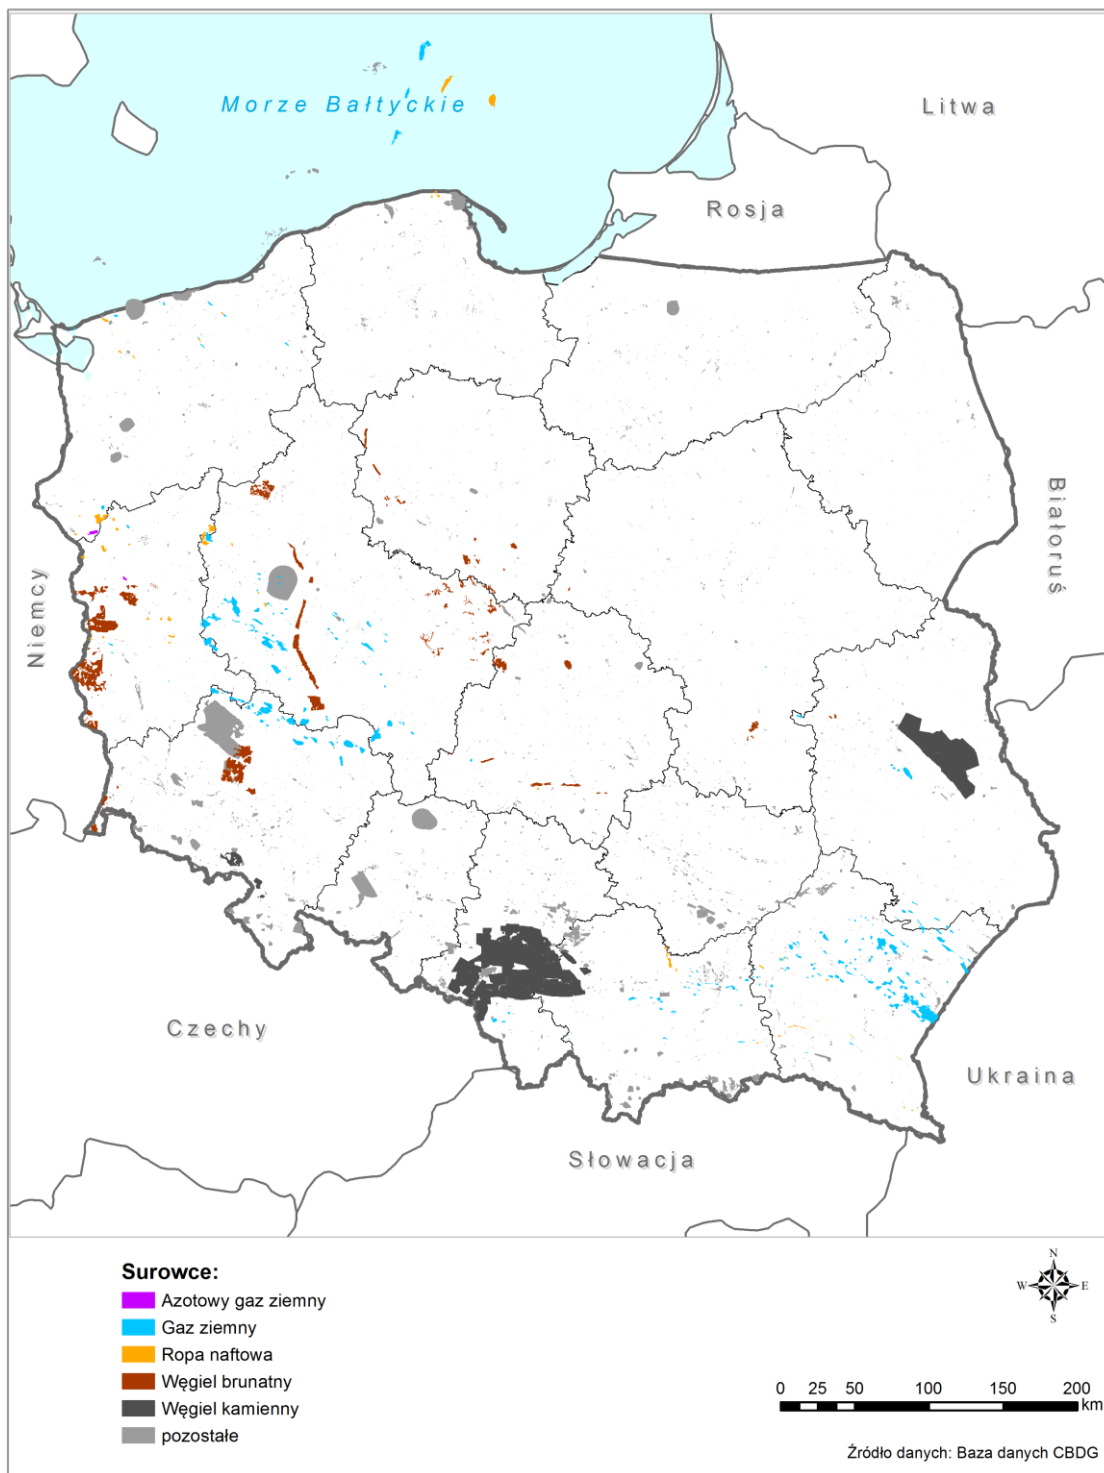 Morze Bałtyckie
Litwa
Rosja
Białoruś
Niemcy
Czechy
Ukraina
Słowacja
Surowce:
Azotowy gaz ziemny
Gaz ziemny
Ropa naftowa
Węgiel brunatny
Węgiel kamienny
pozostałe
N
W E
S
0 25 50 100 150 200
km
Źródło danych: Baza danych CBDG